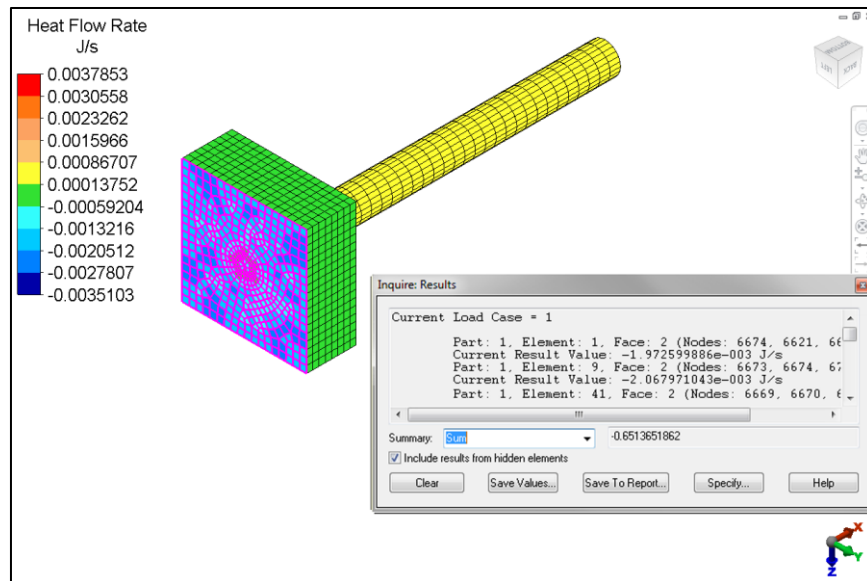 Heat Flow Rate
J/s
0.0037853
0.0030558
0.0023262
0.0015966
0.00086707
0.00013752
-0.00059204
-0.0013216
-0.0020512
-0.0027807
-0.0035103
Inquire: Results
Current Load Case = 1
Part: 1, Element: 1, Face: 2 (Nodes: 6674, 6621, 66
Current Result Value: -1.972599886e-003 J/s
Part: 1, Element: 9, Face: 2 (Nodes: 6673, 6674, 67
Current Result Value: -2.067971043e-003 J/s
Part: 1, Element: 41, Face: 2 (Nodes: 6669, 6670, 6
Summary: Sum -0.6513651862
Include results from hidden elements
Clear Save Values... Save To Report... Specify... Help
X
Y
Z